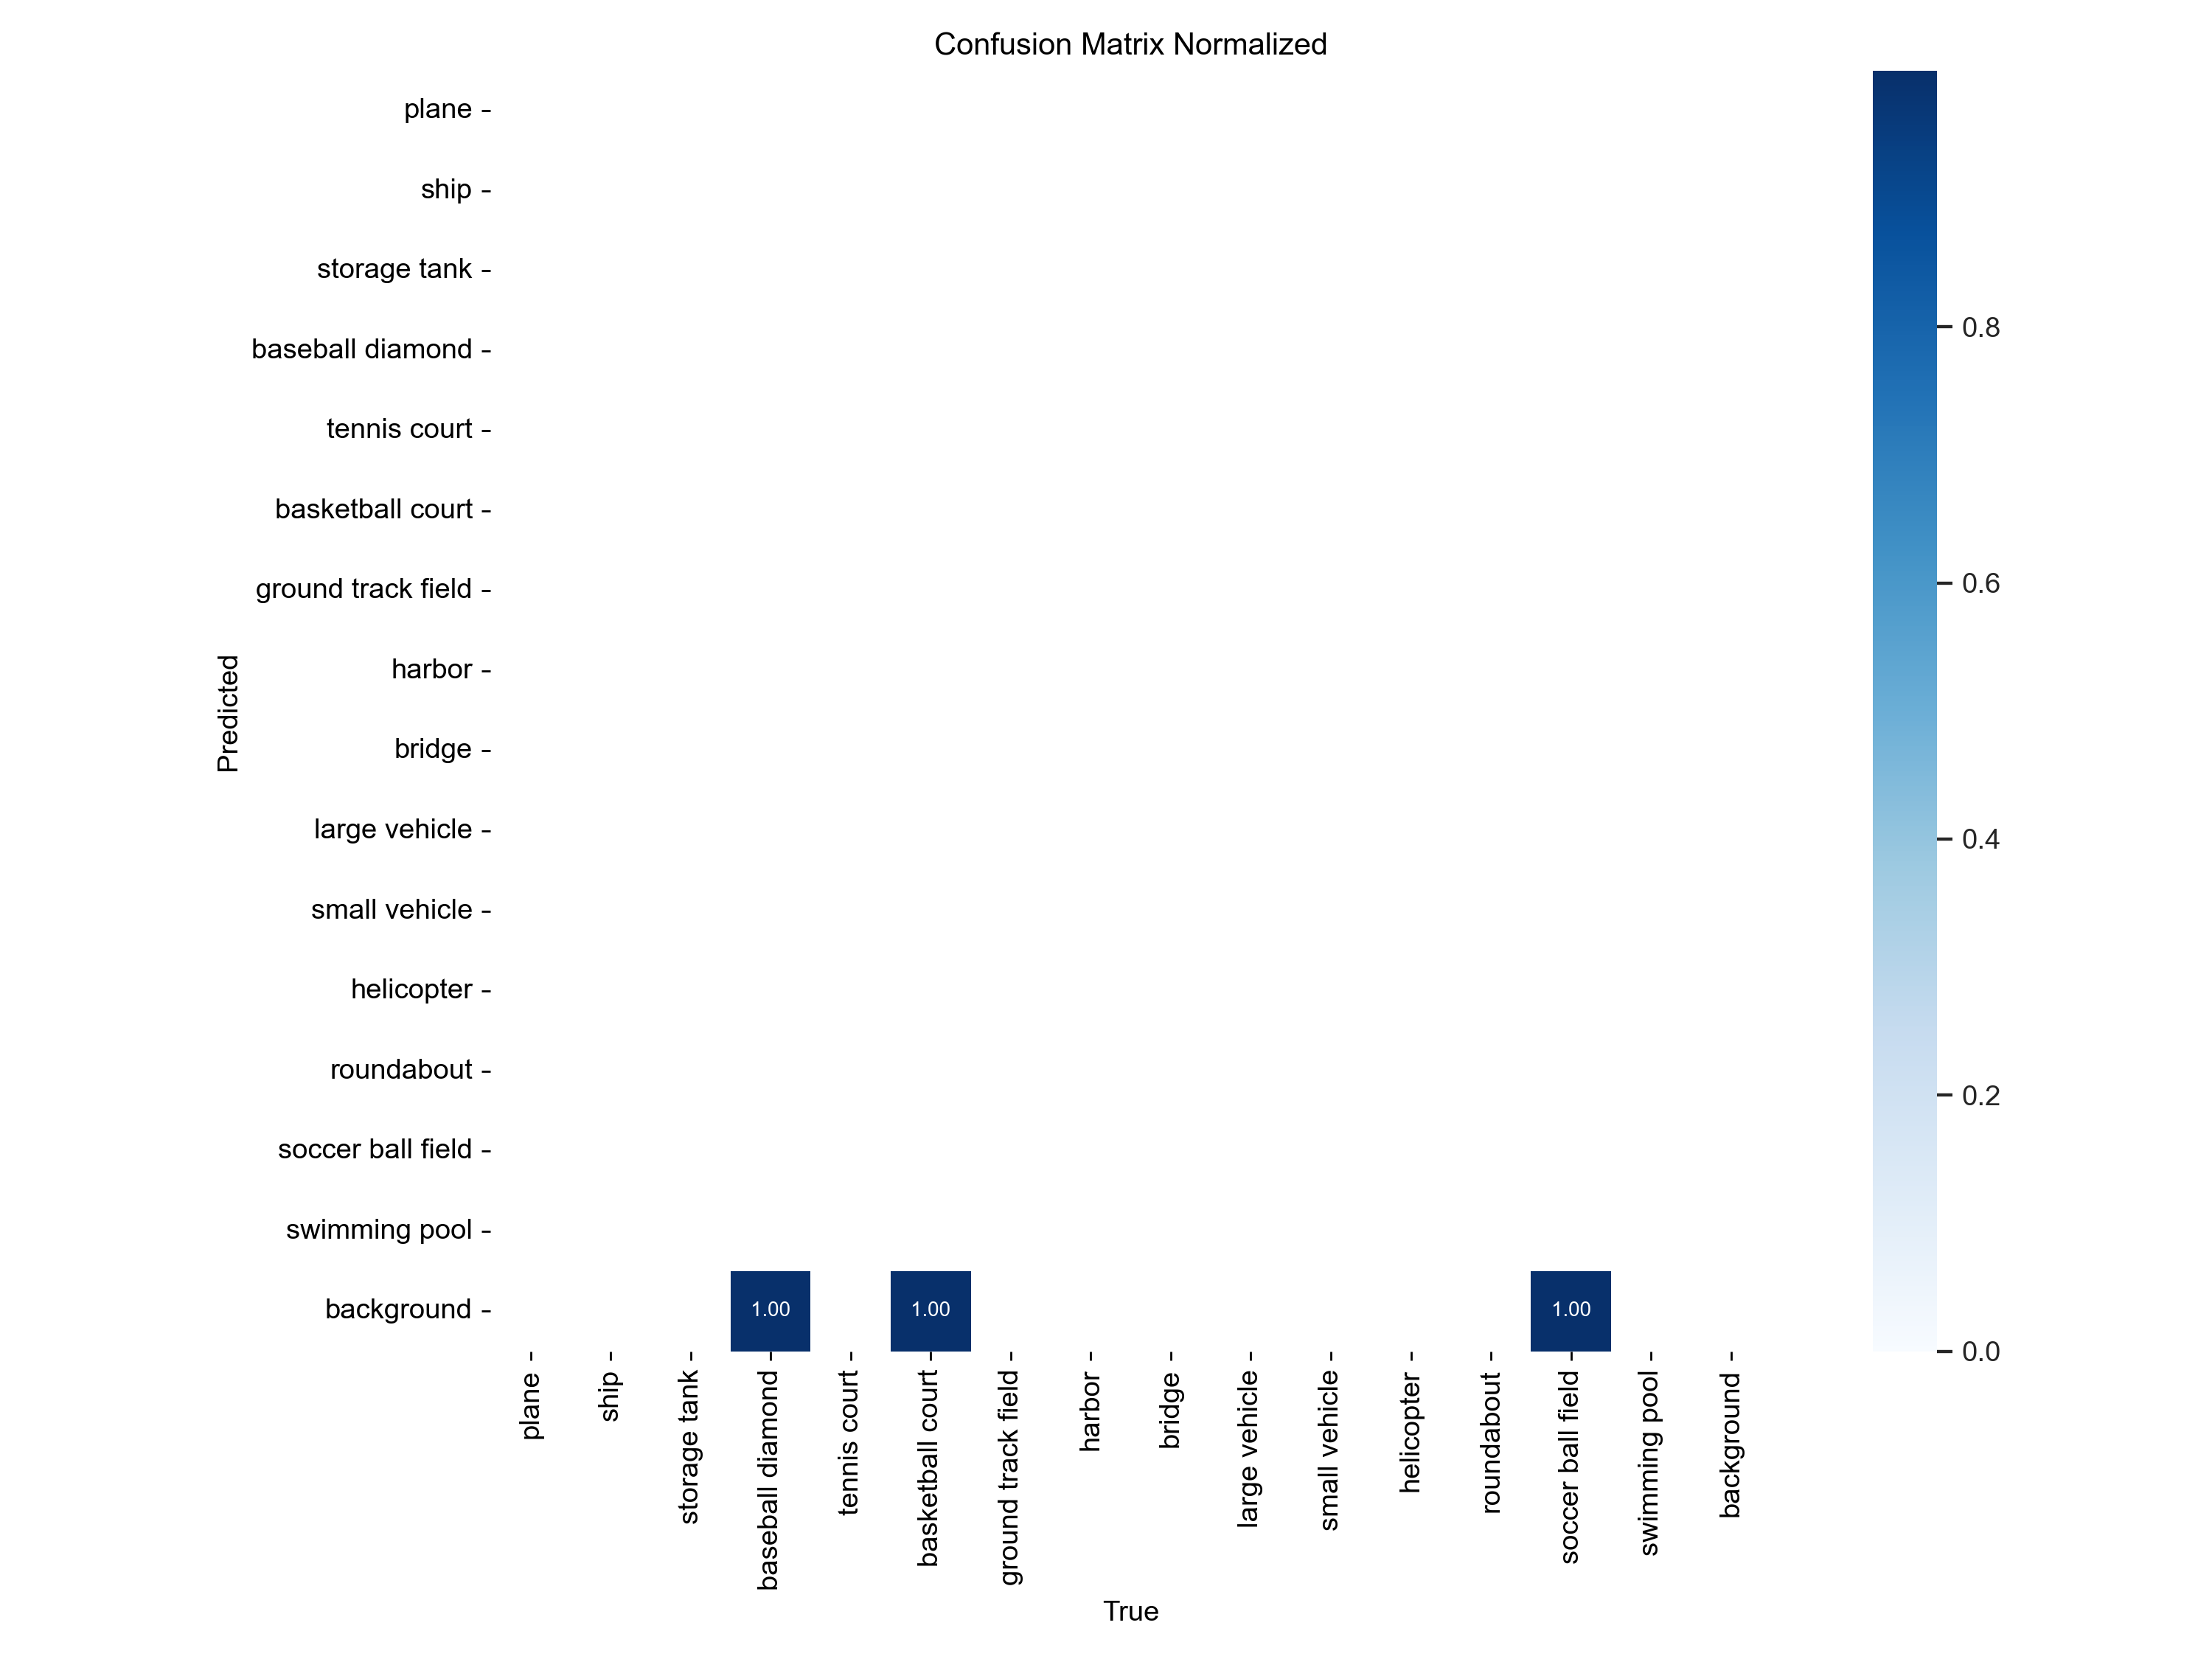 Confusion Matrix Normalized
plane
ship
storage tank
baseball diamond
tennis court
basketball court
ground track field
harbor
bridge
large vehicle
small vehicle
helicopter
roundabout
soccer ball field
swimming pool
background
Predicted
1.00 1.00 1.00
plane
ship
storage tank
baseball diamond
tennis court
basketball court
ground track field
harbor
bridge
large vehicle
small vehicle
helicopter
roundabout
soccer ball field
swimming pool
background
True
0.8
0.6
0.4
0.2
0.0